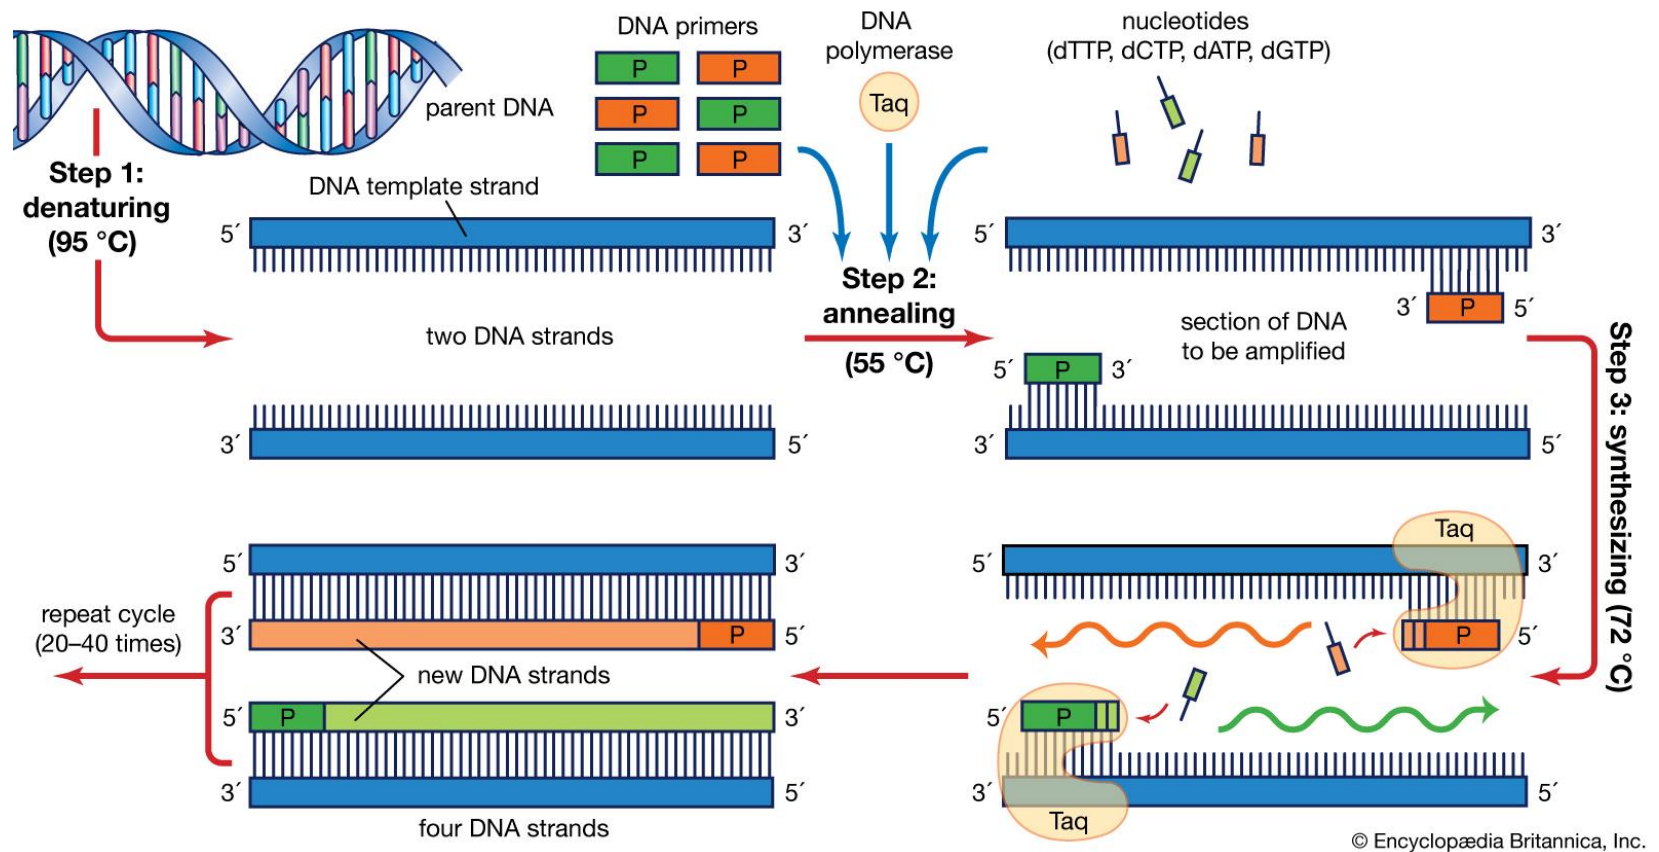 DNA primers
P P
P P
P P
DNA
polymerase
Taq
nucleotides
(dTTP, dCTP, dATP, dGTP)
parent DNA
Step 1:
denaturing
(95 °C)
DNA template strand
5´ 3´
two DNA strands
3´ 5´
Step 2:
annealing
(55 °C)
5´ 3´
3´ P 5´
section of DNA
to be amplified
5´ P 3´
3´ 5´
Step 3: synthesizing (72 °C)
Taq
5´ 3´
P 5´
5´ P
3´ 5´
Taq
5´ 3´
3´ P 5´
new DNA strands
5´ P 3´
3´ 5´
four DNA strands
repeat cycle
(20–40 times)
© Encyclopædia Britannica, Inc.